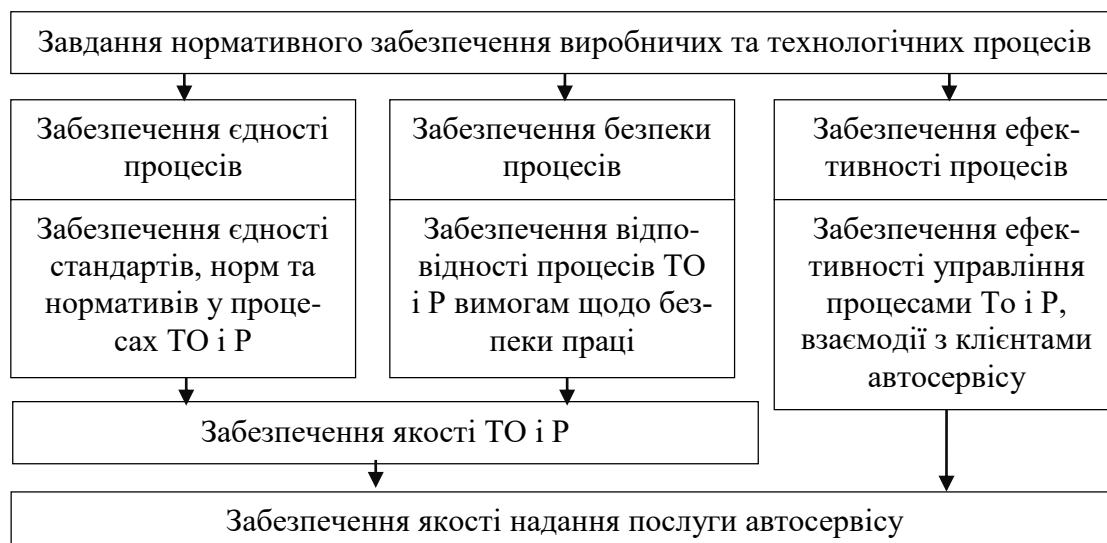 Завдання нормативного забезпечення виробничих та технологічних процесів
Забезпечення єдності
процесів
Забезпечення єдності
стандартів, норм та
нормативів у проце-
сах ТО і Р
Забезпечення безпеки
процесів
Забезпечення відпо-
відності процесів ТО
і Р вимогам щодо без-
пеки праці
Забезпечення ефек-
тивності процесів
Забезпечення ефек-
тивності управління
процесами То і Р,
взаємодії з клієнтами
автосервісу
Забезпечення якості ТО і Р
Забезпечення якості надання послуги автосервісу